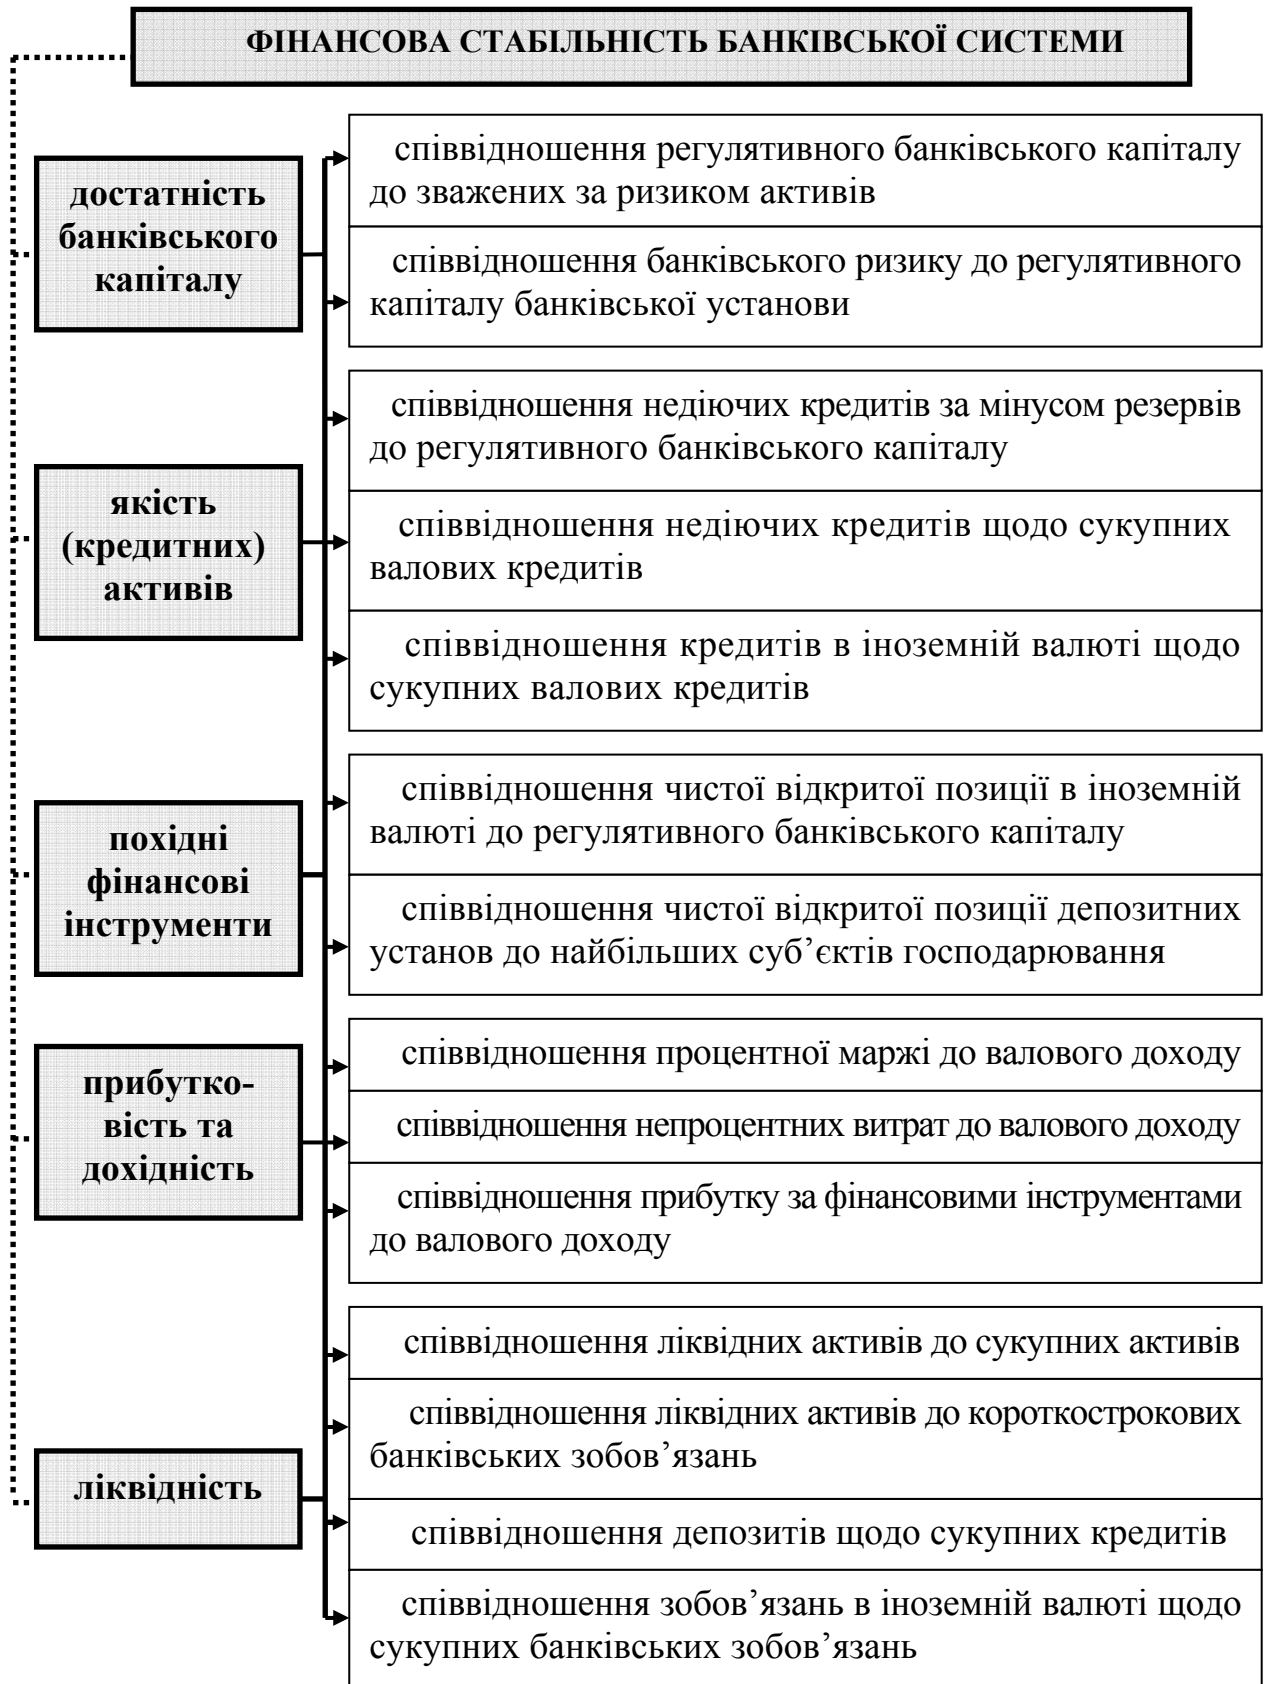 ФІНАНСОВА СТАБІЛЬНІСТЬ БАНКІВСЬКОЇ СИСТЕМИ
достатність
банківського
капіталу
співвідношення регулятивного банківського капіталу
до зважених за ризиком активів
співвідношення банківського ризику до регулятивного
капіталу банківської установи
якість
(кредитних)
активів
співвідношення недіючих кредитів за мінусом резервів
до регулятивного банківського капіталу
співвідношення недіючих кредитів щодо сукупних
валових кредитів
співвідношення кредитів в іноземній валюті щодо
сукупних валових кредитів
похідні
фінансові
інструменти
співвідношення чистої відкритої позиції в іноземній
валюті до регулятивного банківського капіталу
співвідношення чистої відкритої позиції депозитних
установ до найбільших суб’єктів господарювання
прибутко-
вість та
дохідність
співвідношення процентної маржі до валового доходу
співвідношення непроцентних витрат до валового доходу
співвідношення прибутку за фінансовими інструментами
до валового доходу
ліквідність
співвідношення ліквідних активів до сукупних активів
співвідношення ліквідних активів до короткострокових
банківських зобов’язань
співвідношення депозитів щодо сукупних кредитів
співвідношення зобов’язань в іноземній валюті щодо
сукупних банківських зобов’язань